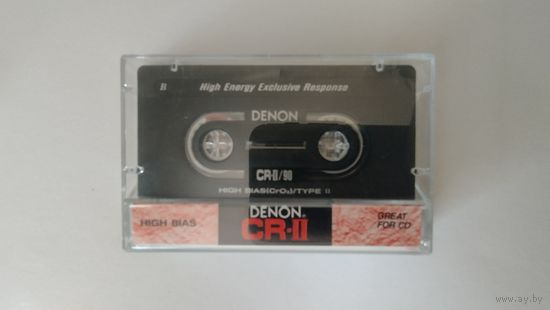 B High Energy Exclusive Response
DENON
CR-II/90
HIGH BIAS(CrO₂)/TYPE II
HIGH BIAS
DENON
CR·II
GREAT
FOR CD
www.ay.by